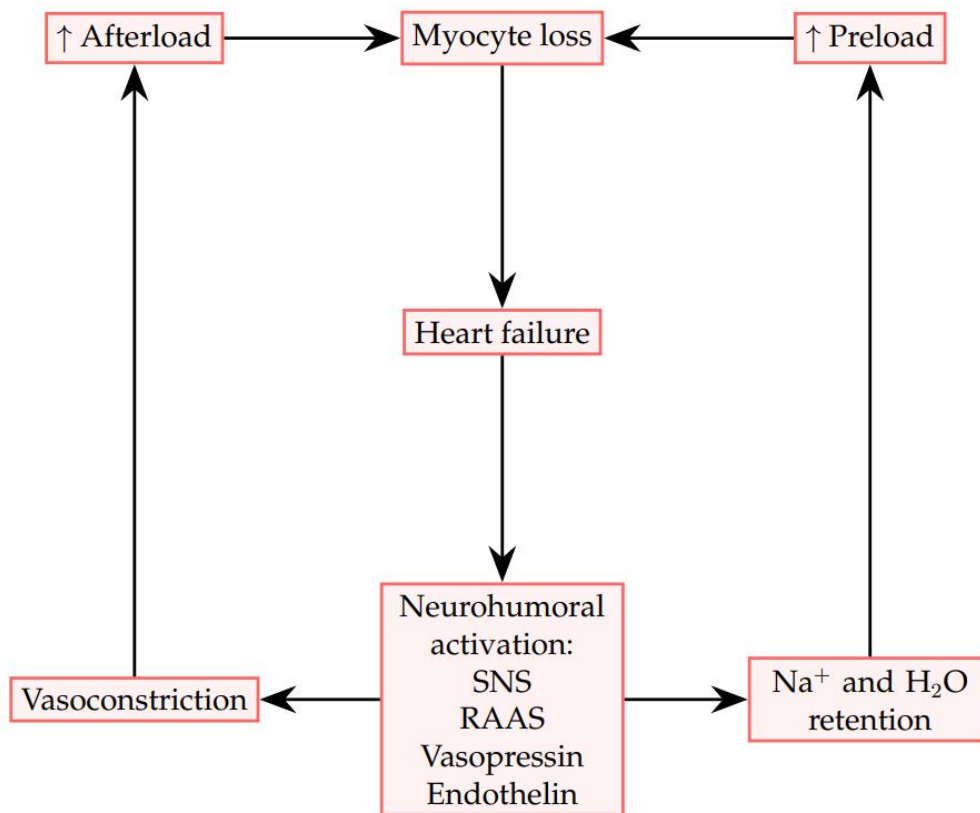 ↑ Afterload
Myocyte loss
↑ Preload
Heart failure
Neurohumoral
activation:
SNS
RAAS
Vasopressin
Endothelin
Vasoconstriction
Na⁺ and H₂O
retention